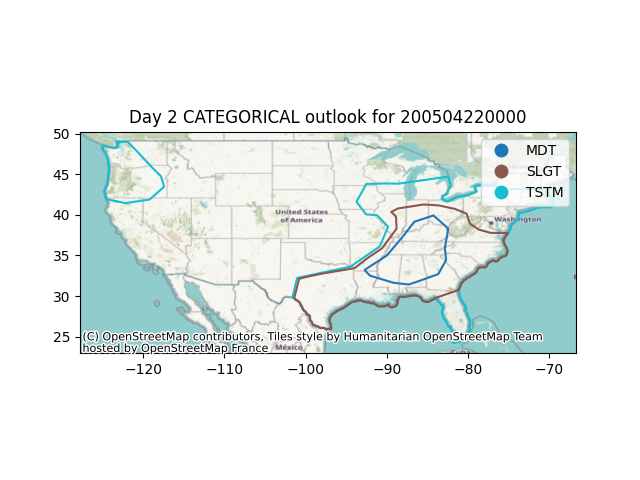 Day 2 CATEGORICAL outlook for 200504220000
50
45
40
35
30
25
MDT
SLGT
TSTM
United States
of America
Washington
(C) OpenStreetMap contributors, Tiles style by Humanitarian OpenStreetMap Team
hosted by OpenStreetMap France
México
Cuba
−120
−110
−100
−90
−80
−70